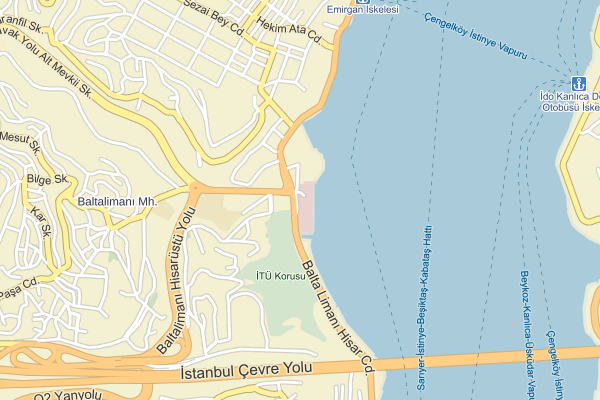 Sezai Bey Cd.
Emirgan İskelesi
Hekim Ata Cd.
Çengelköy İstinye Vapuru
Mevkii Sk.
Yolu Alt
İdo Kanlıca De
Otobüsü İske
Mesut Sk.
Bilge Sk.
Baltalimanı Mh.
Kar Sk.
Paşa Cd.
Baltalimanı Hisarüstü Yolu
İTÜ Korusu
Balta Limanı Hisar Cd.
Sarıyer-İstinye-Beşiktaş-Kabataş Hattı
Beykoz-Kanlıca-Üsküdar-Vapur
Çengelköy İstiny
İstanbul Çevre Yolu
O2 Yanyolu